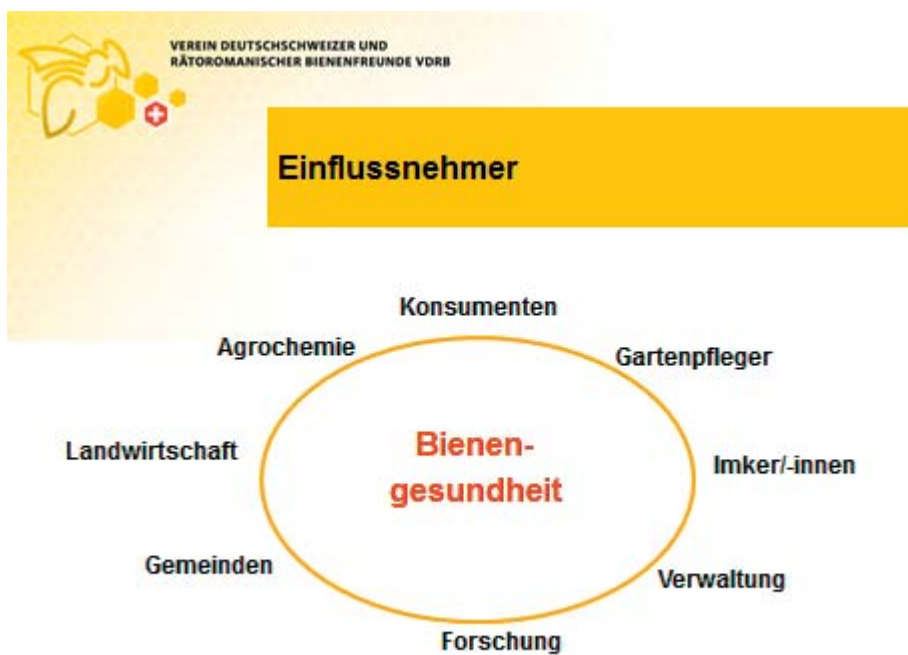 VEREIN DEUTSCHSCHWEIZER UND
RÄTOROMANISCHER BIENENFREUNDE VDRB
Einflussnehmer
Konsumenten
Agrochemie
Gartenpfleger
Landwirtschaft
Bienen-
gesundheit
Imker/-innen
Gemeinden
Verwaltung
Forschung